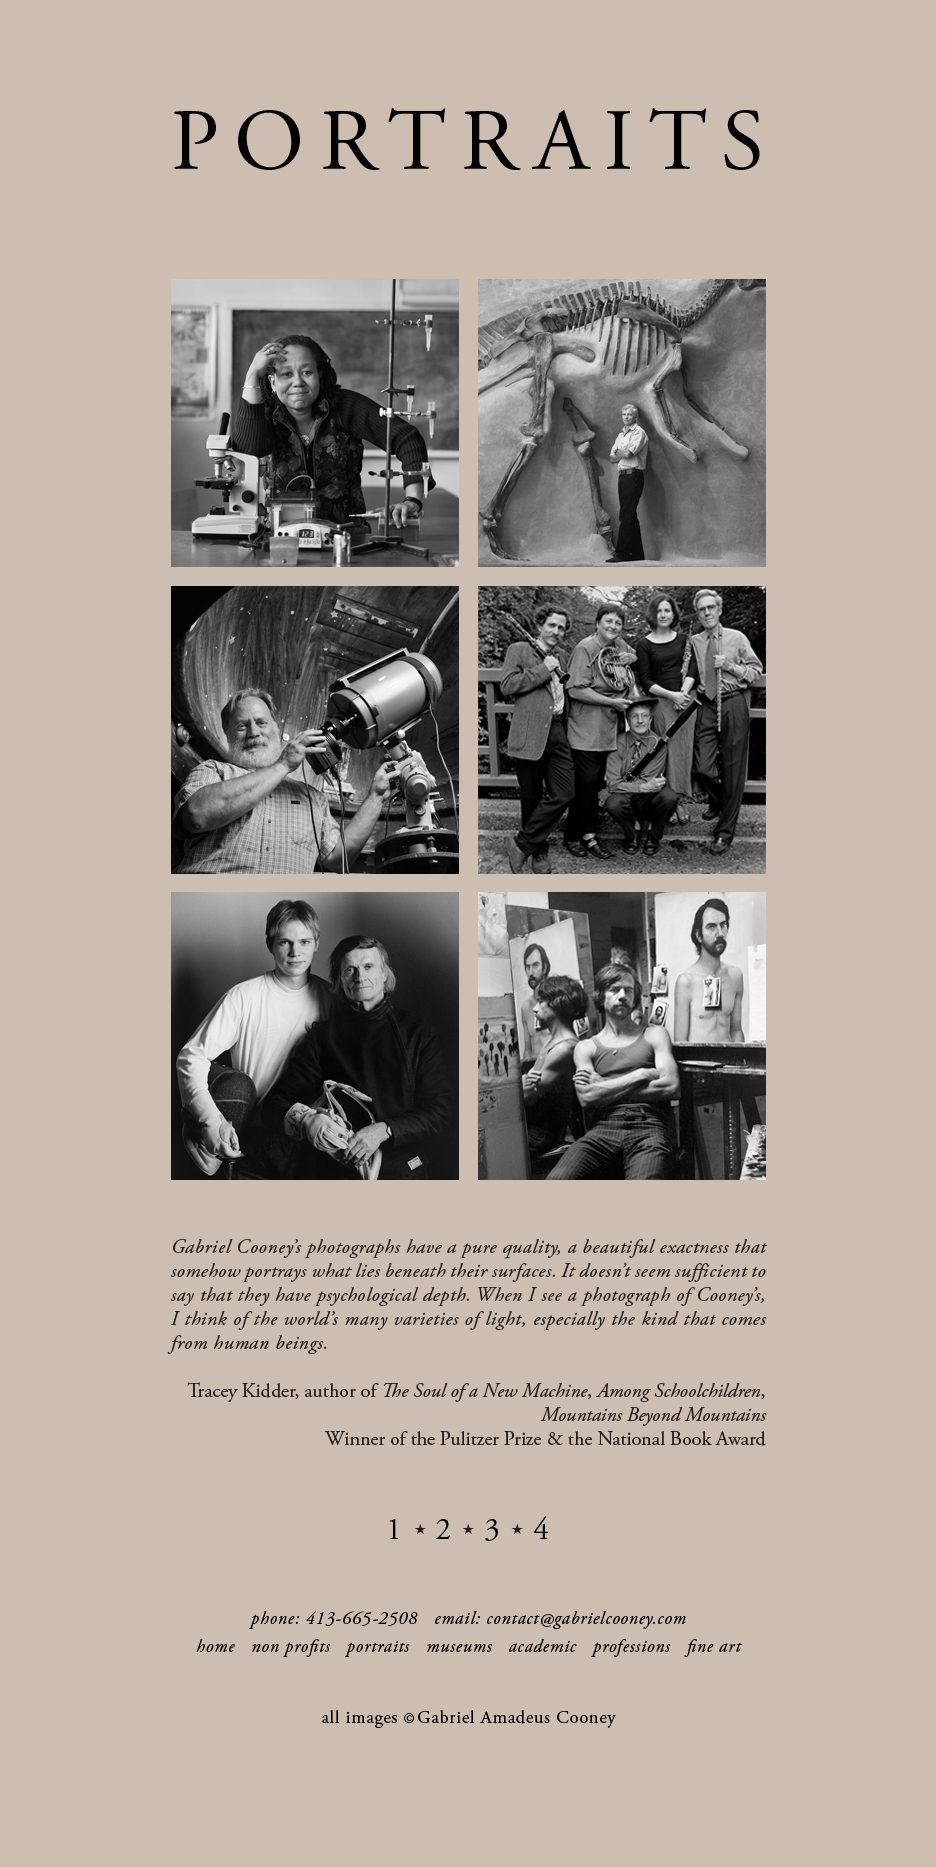 PORTRAITS
Gabriel Cooney's photographs have a pure quality, a beautiful exactness that
somehow portrays what lies beneath their surfaces. It doesn't seem sufficient to
say that they have psychological depth. When I see a photograph of Cooney's,
I think of the world's many varieties of light, especially the kind that comes
from human beings.
Tracey Kidder, author of The Soul of a New Machine, Among Schoolchildren,
Mountains Beyond Mountains
Winner of the Pulitzer Prize & the National Book Award
1 ★ 2 ★ 3 ★ 4
phone: 413-665-2508 email: contact@gabrielcooney.com
home non profits portraits museums academic professions fine art
all images ©Gabriel Amadeus Cooney